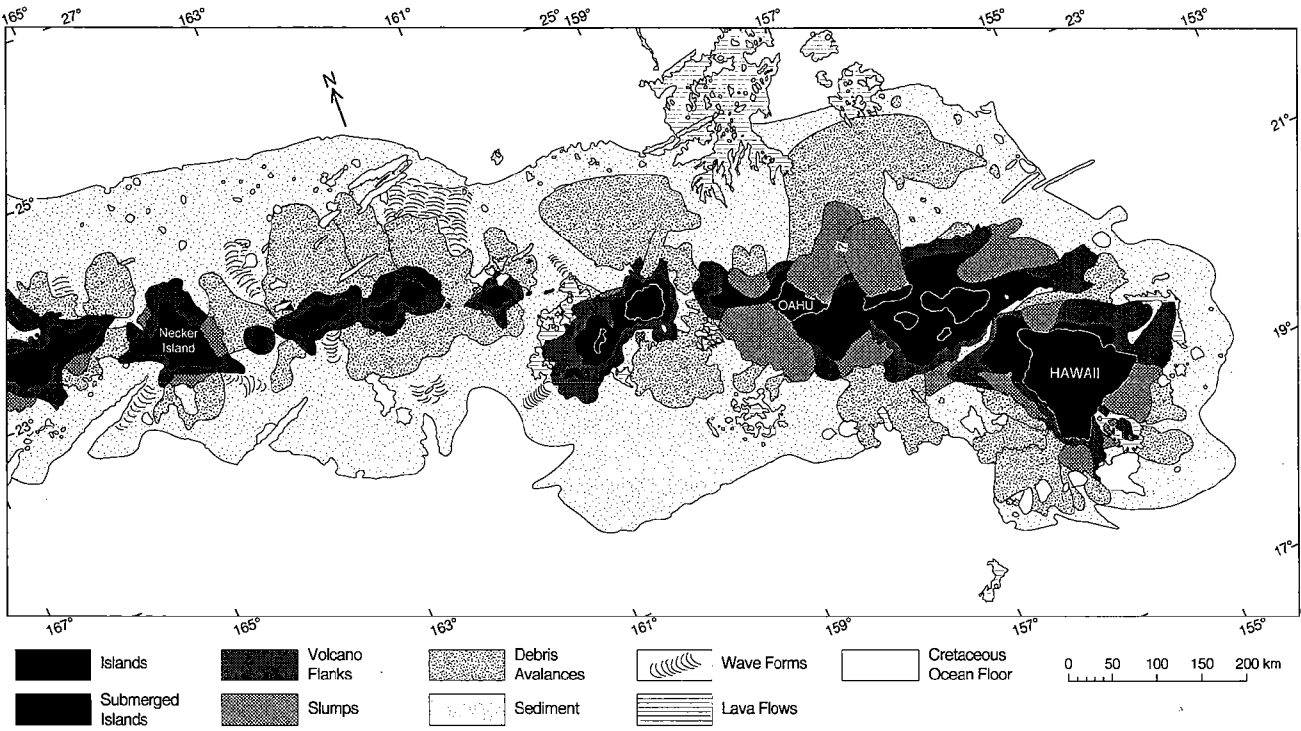 165° 27° 163° 161° 25° 159° 157° 155° 23° 153°
N
21°
25°
OAHU
Necker
Island
19°
HAWAII
23°
17°
167° 165° 163° 161° 159° 157° 155°
Islands
Volcano
Flanks
Debris
Avalances
Wave Forms
Cretaceous
Ocean Floor
0 50 100 150 200 km
Submerged
Islands
Slumps
Sediment
Lava Flows